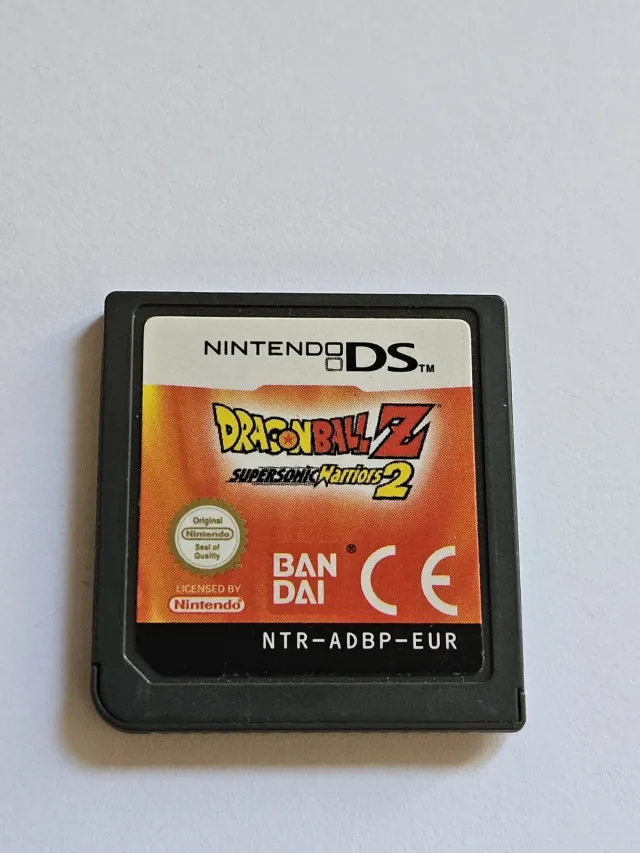 NINTENDO DS™
DRAGON BALL Z
SUPERSONIC Warriors 2
Original
Nintendo
Seal of
Quality
LICENSED BY
Nintendo
BAN
DAI
®
CE
NTR-ADBP-EUR